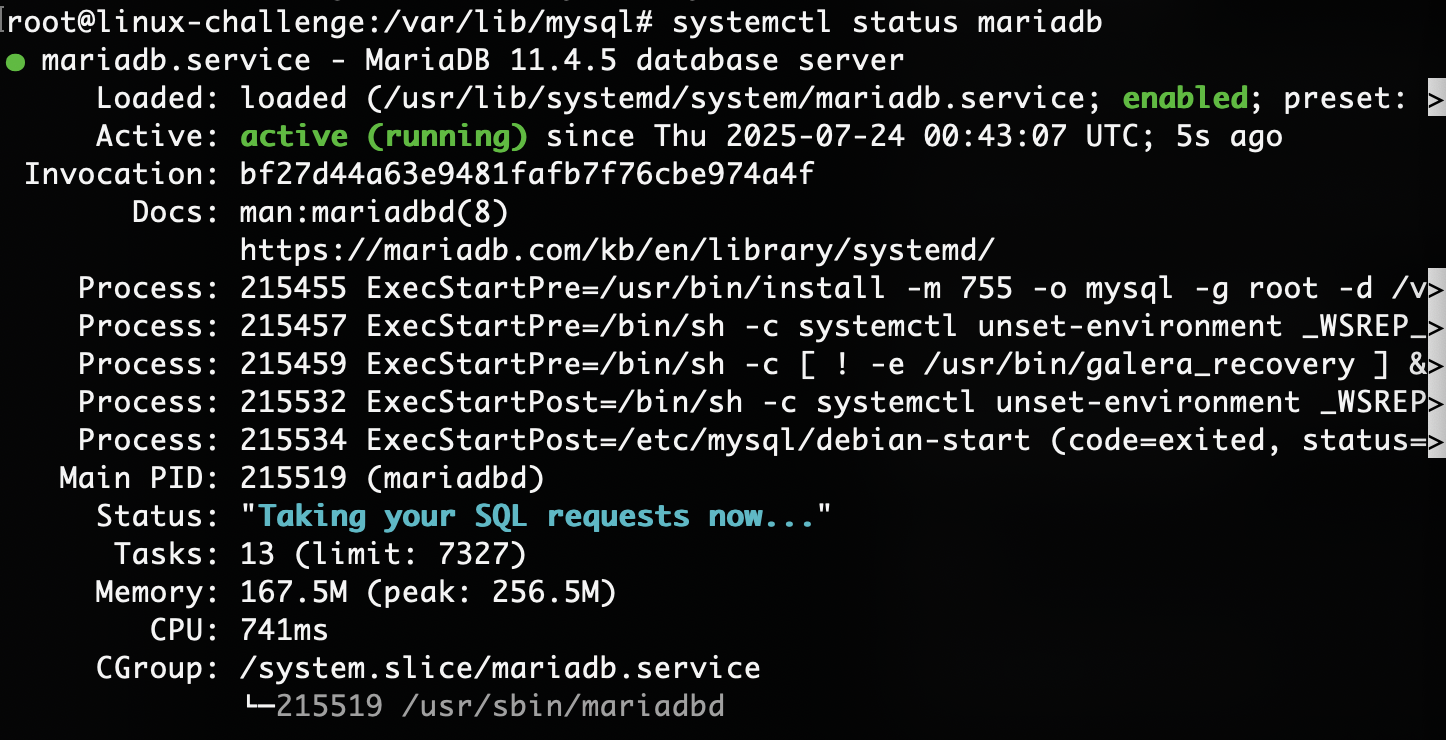 root@linux-challenge:/var/lib/mysql# systemctl status mariadb
● mariadb.service - MariaDB 11.4.5 database server
     Loaded: loaded (/usr/lib/systemd/system/mariadb.service; enabled; preset: >
     Active: active (running) since Thu 2025-07-24 00:43:07 UTC; 5s ago
 Invocation: bf27d44a63e9481fafb7f76cbe974a4f
       Docs: man:mariadbd(8)
             https://mariadb.com/kb/en/library/systemd/
    Process: 215455 ExecStartPre=/usr/bin/install -m 755 -o mysql -g root -d /v>
    Process: 215457 ExecStartPre=/bin/sh -c systemctl unset-environment _WSREP_>
    Process: 215459 ExecStartPre=/bin/sh -c [ ! -e /usr/bin/galera_recovery ] &>
    Process: 215532 ExecStartPost=/bin/sh -c systemctl unset-environment _WSREP>
    Process: 215534 ExecStartPost=/etc/mysql/debian-start (code=exited, status=>
   Main PID: 215519 (mariadbd)
     Status: "Taking your SQL requests now..."
      Tasks: 13 (limit: 7327)
     Memory: 167.5M (peak: 256.5M)
        CPU: 741ms
     CGroup: /system.slice/mariadb.service
             └─215519 /usr/sbin/mariadbd